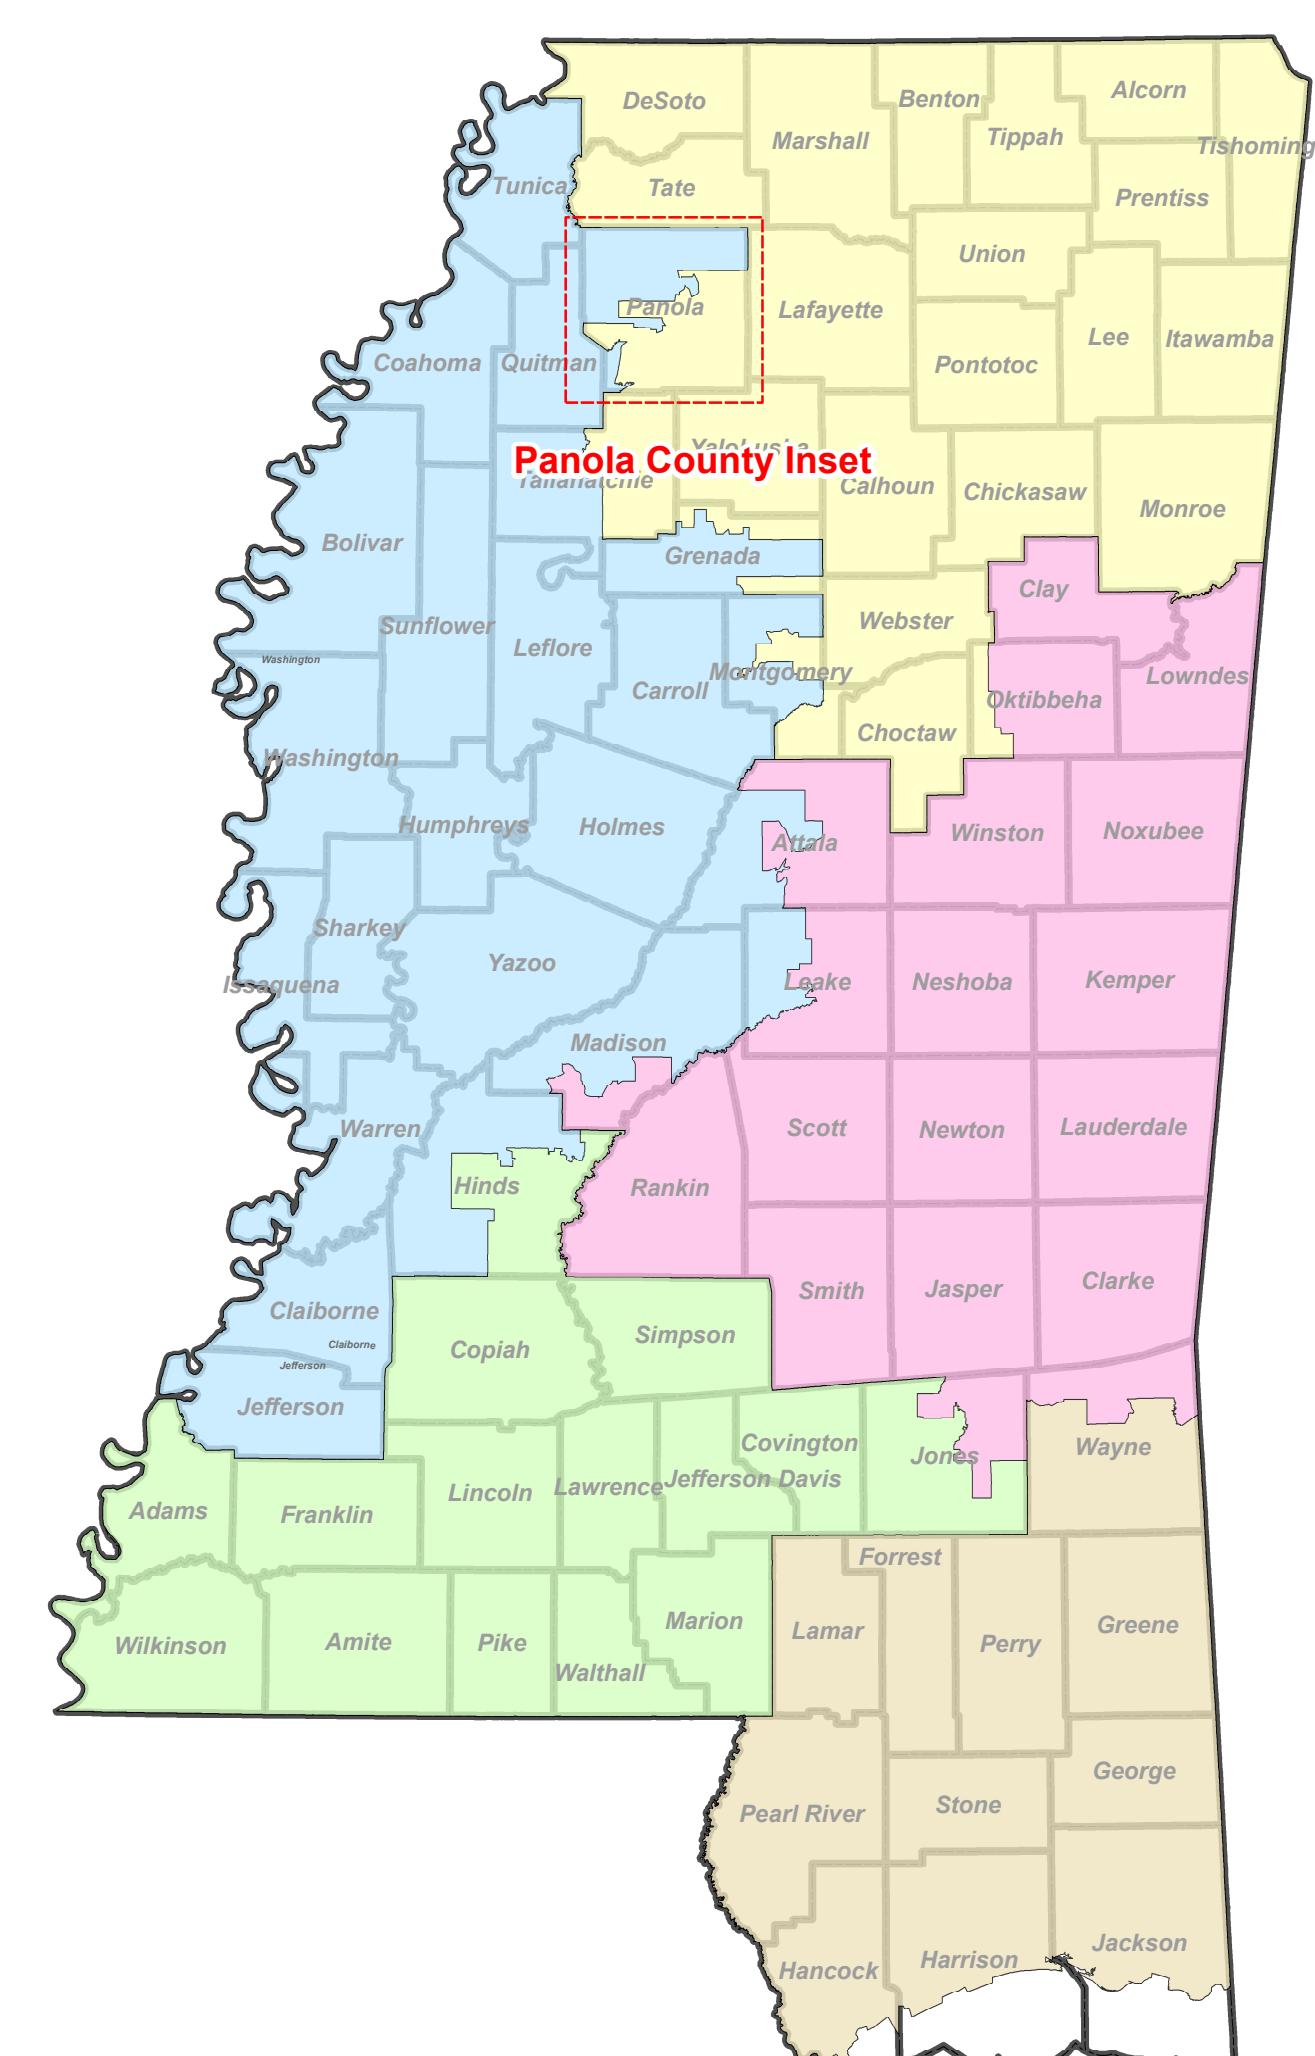 DeSoto
Benton
Alcorn
Marshall
Tippah
Tishoming
Tunica
Tate
Prentiss
Union
Panola
Lafayette
Lee
Itawamba
Coahoma
Quitman
Pontotoc
Yalobusha
Panola County Inset
Tallahatchie
Calhoun
Chickasaw
Monroe
Bolivar
Grenada
Clay
Sunflower
Webster
Leflore
Washington
Montgomery
Lowndes
Carroll
Oktibbeha
Choctaw
Washington
Humphreys
Holmes
Attala
Winston
Noxubee
Sharkey
Yazoo
Issaquena
Leake
Neshoba
Kemper
Madison
Warren
Scott
Newton
Lauderdale
Hinds
Rankin
Claiborne
Smith
Jasper
Clarke
Claiborne
Copiah
Simpson
Jefferson
Jefferson
Covington
Jones
Wayne
Adams
Franklin
Lincoln
Lawrence
Jefferson Davis
Forrest
Wilkinson
Amite
Pike
Walthall
Marion
Lamar
Perry
Greene
George
Pearl River
Stone
Hancock
Harrison
Jackson